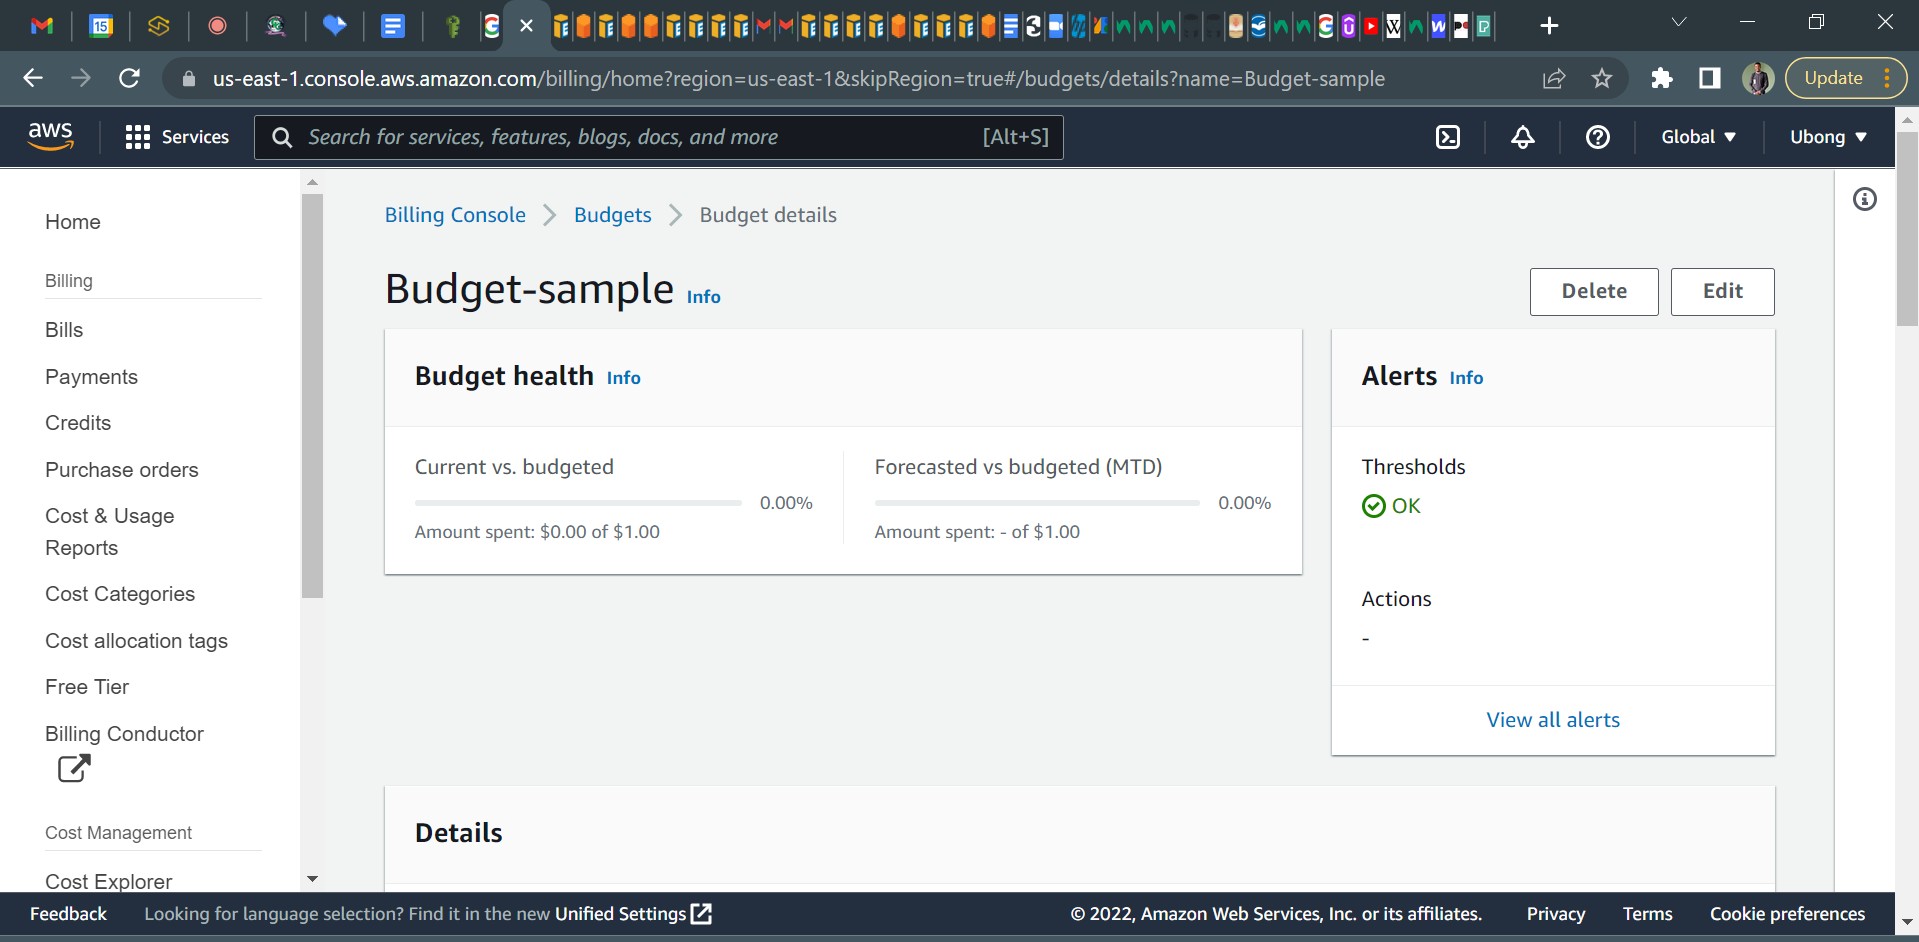 us-east-1.console.aws.amazon.com/billing/home?region=us-east-1&skipRegion=true#/budgets/details?name=Budget-sample
Update
aws
Services
Search for services, features, blogs, docs, and more
[Alt+S]
Global
Ubong
Home
Billing
Bills
Payments
Credits
Purchase orders
Cost & Usage
Reports
Cost Categories
Cost allocation tags
Free Tier
Billing Conductor
Cost Management
Cost Explorer
Billing Console
Budgets
Budget details
Budget-sample Info
Delete
Edit
Budget health Info
Current vs. budgeted
0.00%
Amount spent: $0.00 of $1.00
Forecasted vs budgeted (MTD)
0.00%
Amount spent: - of $1.00
Alerts Info
Thresholds
OK
Actions
-
View all alerts
Details
Feedback
Looking for language selection? Find it in the new Unified Settings
© 2022, Amazon Web Services, Inc. or its affiliates.
Privacy
Terms
Cookie preferences